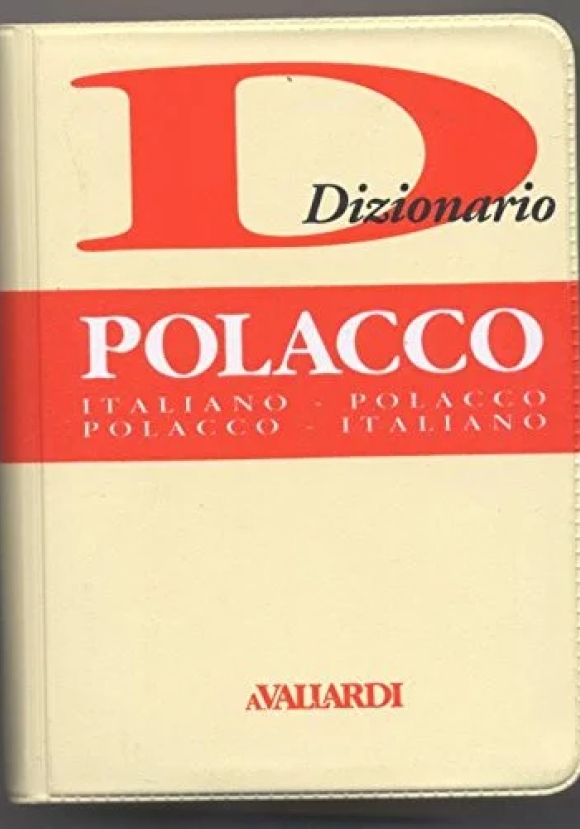 D
Dizionario
POLACCO
ITALIANO - POLACCO
POLACCO - ITALIANO
AVALLARDI